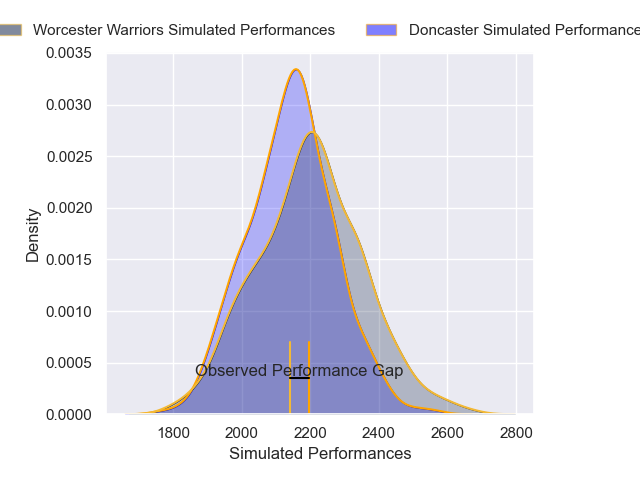 Worcester Warriors Simulated Performances
Doncaster Simulated Performance
0.0035
0.0030
0.0025
0.0020
0.0015
0.0010
0.0005
0.0000
Density
Observed Performance Gap
1800 2000 2200 2400 2600 2800
Simulated Performances